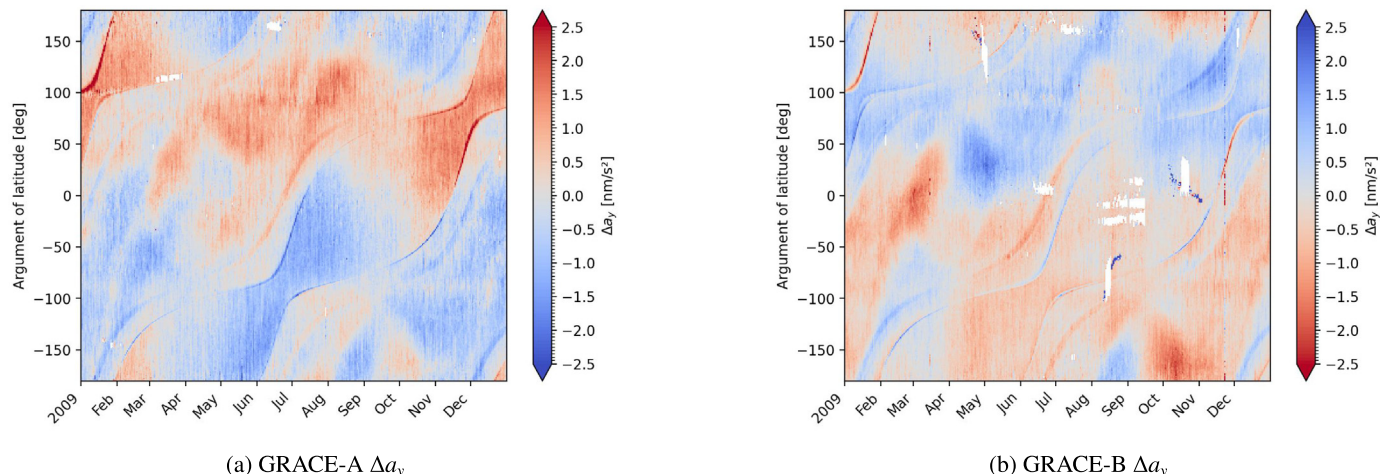 150
100
50
0
−50
−100
−150
Argument of latitude [deg]
2009
Feb
Mar
Apr
May
Jun
Jul
Aug
Sep
Oct
Nov
Dec
2.5
2.0
1.5
1.0
0.5
0.0
−0.5
−1.0
−1.5
−2.0
−2.5
Δa_y [nm/s²]
(a) GRACE-A Δa_y
150
100
50
0
−50
−100
−150
Argument of latitude [deg]
2009
Feb
Mar
Apr
May
Jun
Jul
Aug
Sep
Oct
Nov
Dec
2.5
2.0
1.5
1.0
0.5
0.0
−0.5
−1.0
−1.5
−2.0
−2.5
Δa_y [nm/s²]
(b) GRACE-B Δa_y